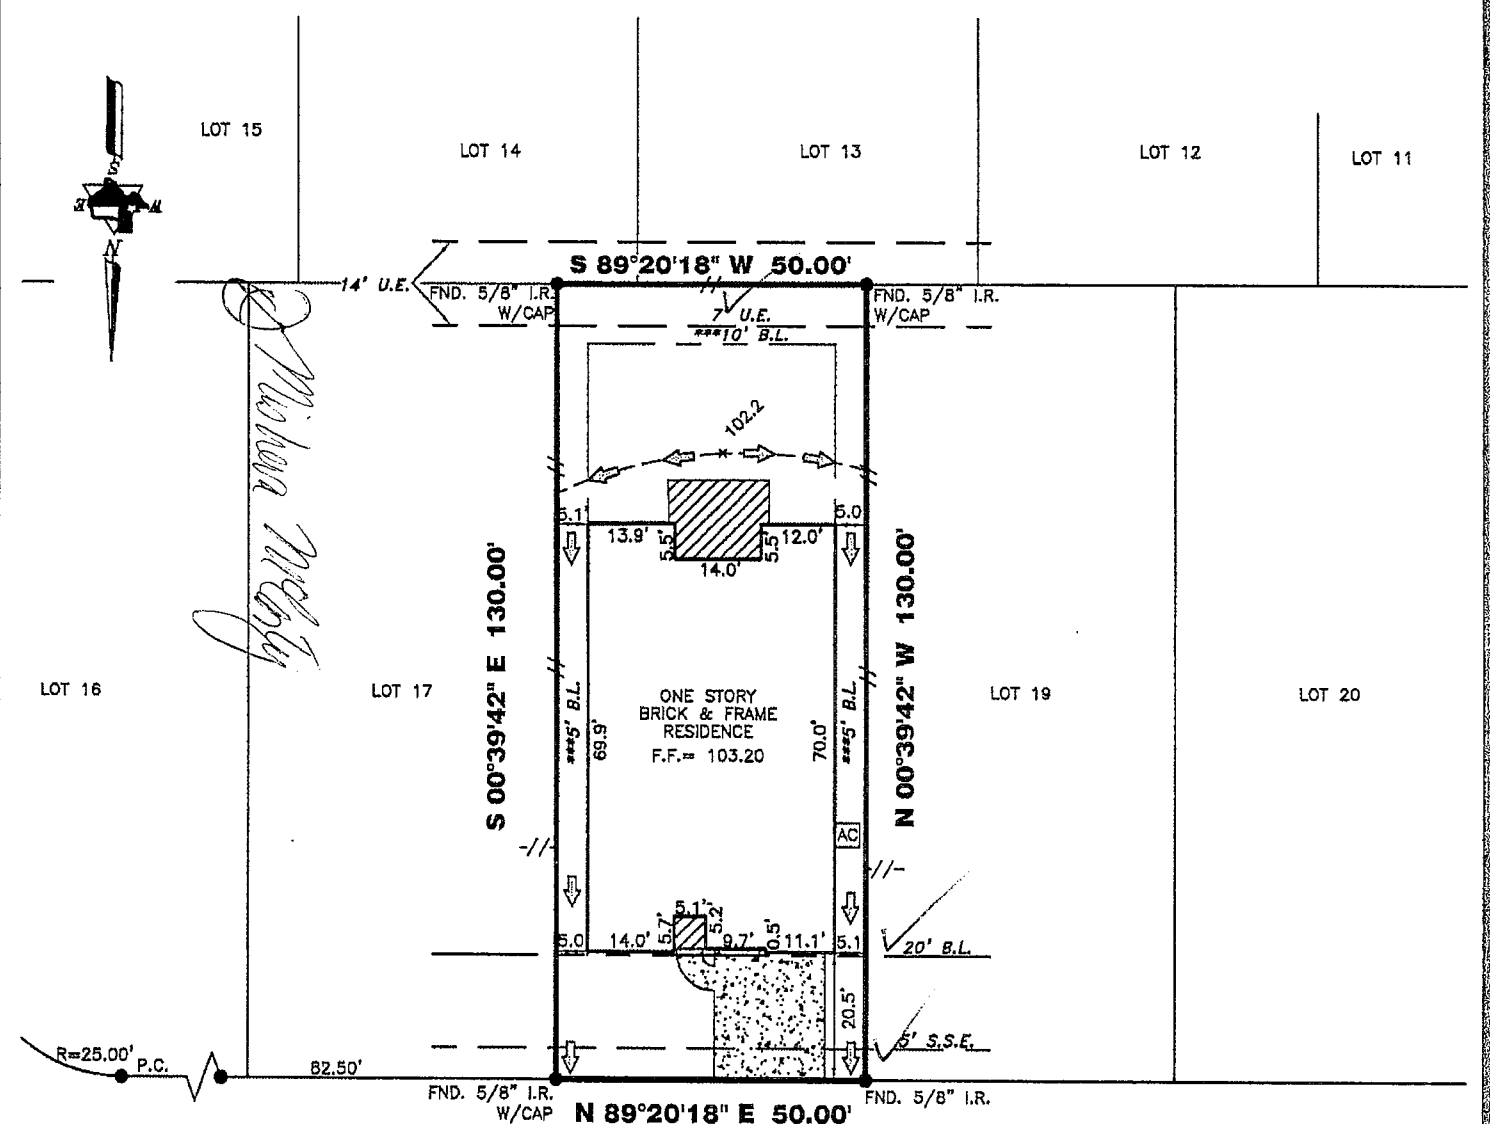 LOT 15
LOT 14
LOT 13
LOT 12
LOT 11
S
E W
N
S 89°20'18" W 50.00'
14' U.E.
FND. 5/8" I.R.
W/CAP
FND. 5/8" I.R.
W/CAP
7' U.E.
***10' B.L.
102.2
5.1'
5.0
13.9'
5.5'
5.5'
12.0'
14.0'
S 00°39'42" E 130.00'
N 00°39'42" W 130.00'
LOT 16
LOT 17
***5' B.L.
69.9'
ONE STORY
BRICK & FRAME
RESIDENCE
F.F.= 103.20
70.0'
***5' B.L.
LOT 19
LOT 20
AC
5.1'
5.7'
5.2'
5.0
14.0'
9.7'
0.5'
11.1'
5.1
20' B.L.
20.5'
5' S.S.E.
R=25.00'
P.C.
82.50'
FND. 5/8" I.R.
W/CAP
N 89°20'18" E 50.00'
FND. 5/8" I.R.